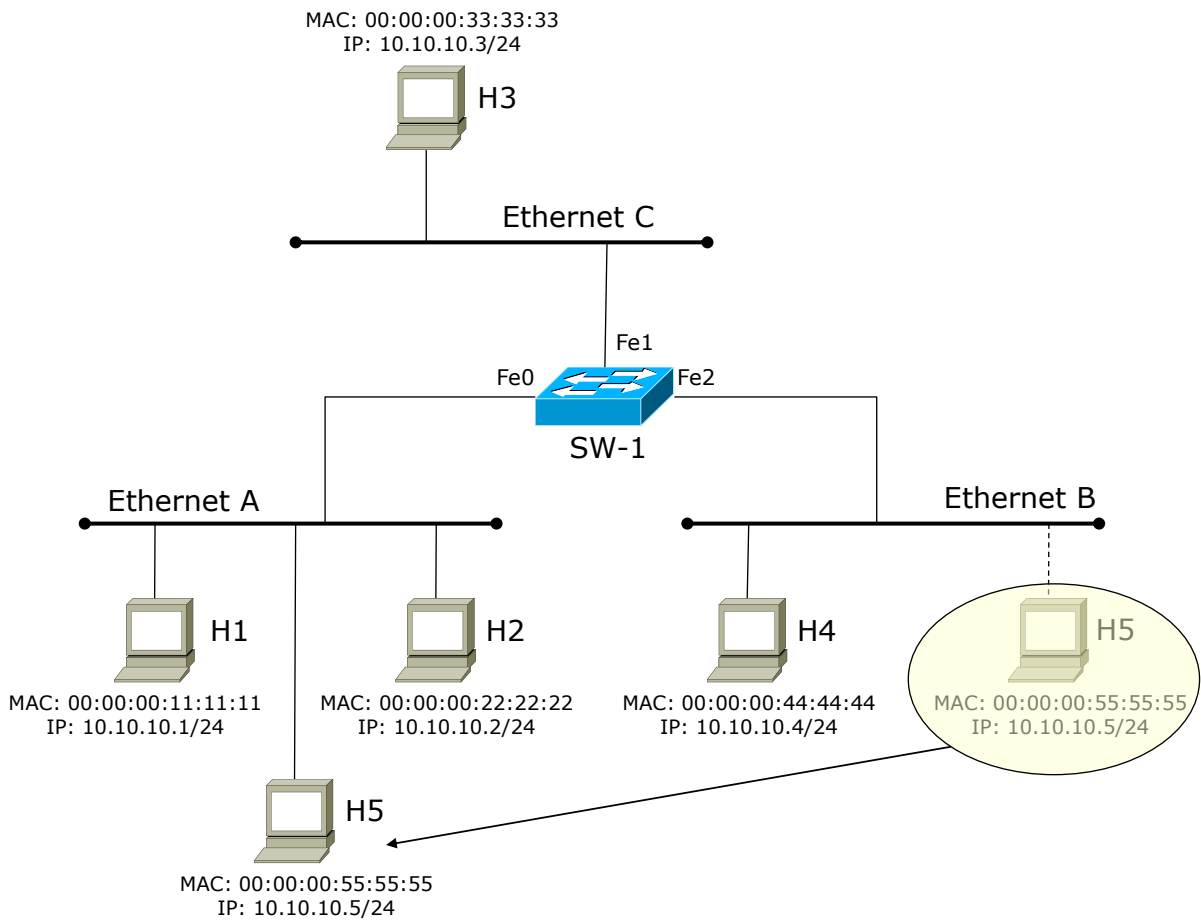 MAC: 00:00:00:33:33:33
IP: 10.10.10.3/24
H3
Ethernet C
Fe1
Fe0
Fe2
SW-1
Ethernet A
Ethernet B
H1
H2
H4
H5
MAC: 00:00:00:11:11:11
IP: 10.10.10.1/24
MAC: 00:00:00:22:22:22
IP: 10.10.10.2/24
MAC: 00:00:00:44:44:44
IP: 10.10.10.4/24
MAC: 00:00:00:55:55:55
IP: 10.10.10.5/24
H5
MAC: 00:00:00:55:55:55
IP: 10.10.10.5/24